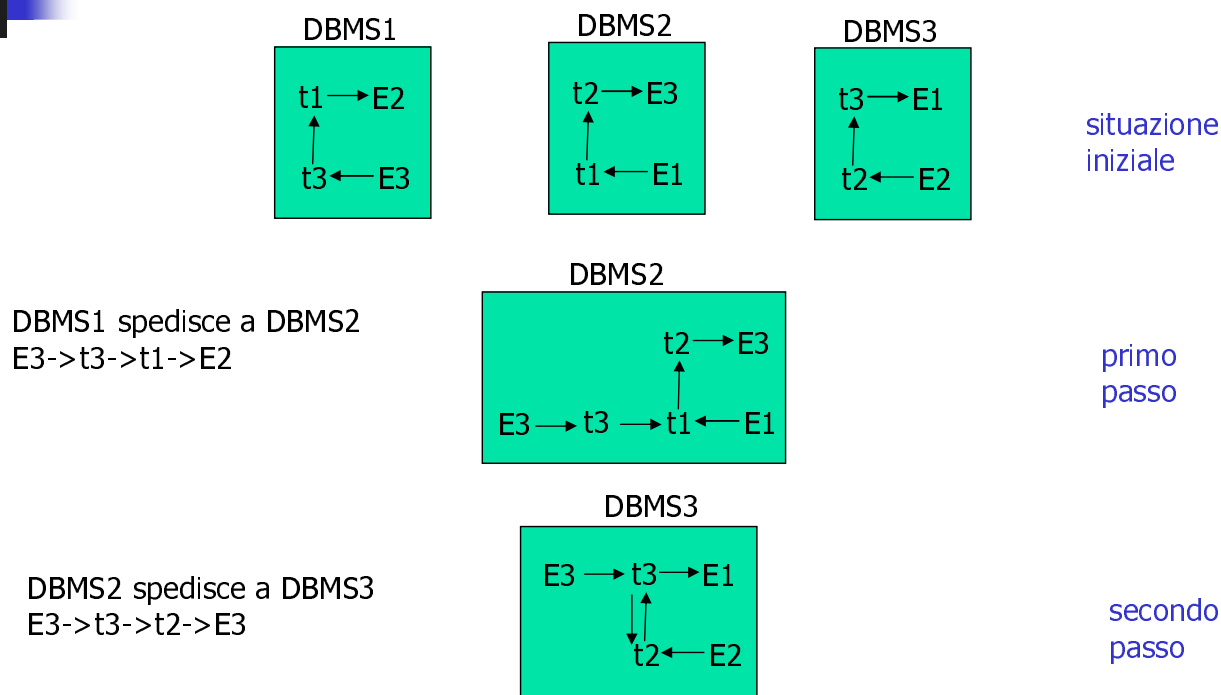 DBMS1
DBMS2
DBMS3
t1 E2
t2 E3
t3 E1
t3 E3
t1 E1
t2 E2
situazione
iniziale
DBMS2
DBMS1 spedisce a DBMS2
E3->t3->t1->E2
t2 E3
E3 t3 t1 E1
primo
passo
DBMS3
DBMS2 spedisce a DBMS3
E3->t3->t2->E3
E3 t3 E1
t2 E2
secondo
passo